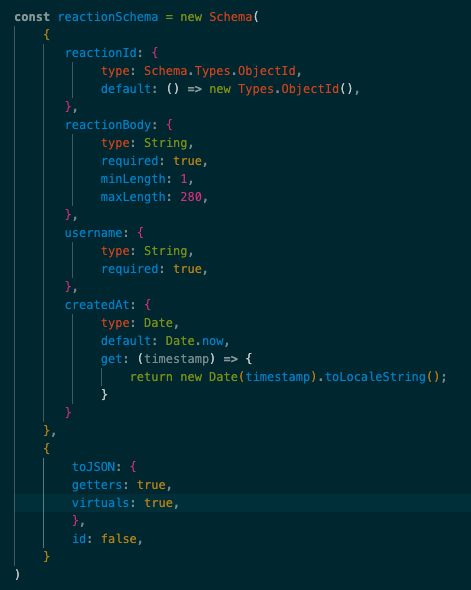 const reactionSchema = new Schema(
    {
       reactionId: {
            type: Schema.Types.ObjectId,
            default: () => new Types.ObjectId(),
       },
       reactionBody: {
            type: String,
            required: true,
            minLength: 1,
            maxLength: 280,
       },
       username: {
            type: String,
            required: true,
       },
       createdAt: {
            type: Date,
            default: Date.now,
            get: (timestamp) => {
                return new Date(timestamp).toLocaleString();
            }
       }
    },
    {
        toJSON: {
        getters: true,
        virtuals: true,
        },
        id: false,
    }
)